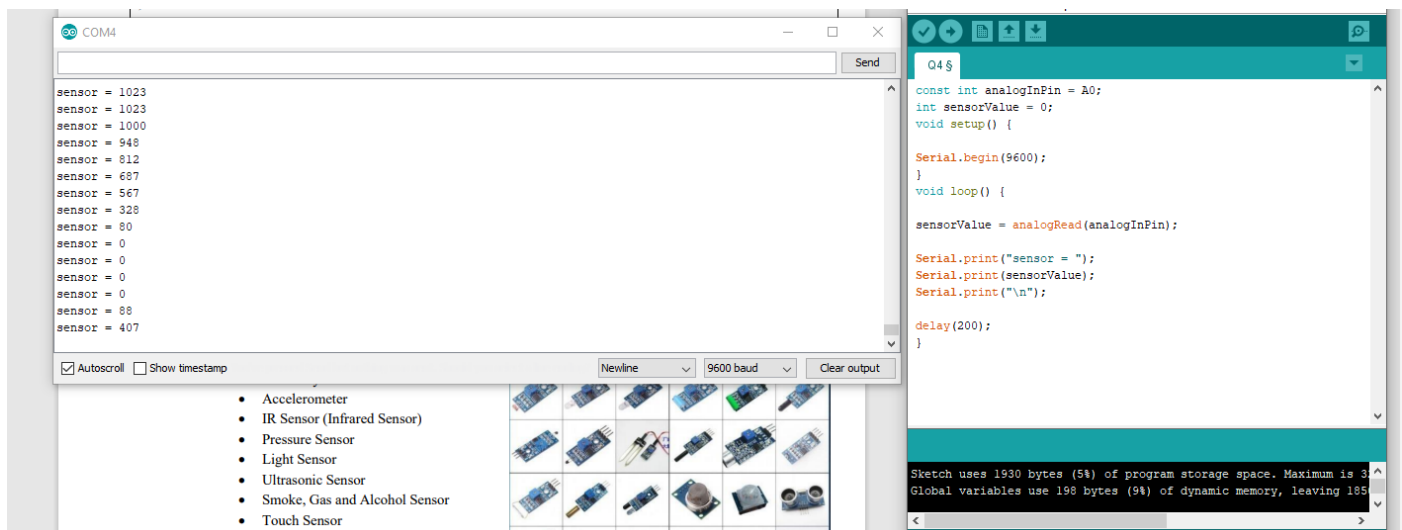 COM4
Send
sensor = 1023
sensor = 1023
sensor = 1000
sensor = 948
sensor = 812
sensor = 687
sensor = 567
sensor = 328
sensor = 80
sensor = 0
sensor = 0
sensor = 0
sensor = 0
sensor = 88
sensor = 407
Autoscroll Show timestamp Newline 9600 baud Clear output
• Accelerometer
• IR Sensor (Infrared Sensor)
• Pressure Sensor
• Light Sensor
• Ultrasonic Sensor
• Smoke, Gas and Alcohol Sensor
• Touch Sensor
Q4 §
const int analogInPin = A0;
int sensorValue = 0;
void setup() {
Serial.begin(9600);
}
void loop() {
sensorValue = analogRead(analogInPin);
Serial.print("sensor = ");
Serial.print(sensorValue);
Serial.print("\n");
delay(200);
}
Sketch uses 1930 bytes (5%) of program storage space. Maximum is
Global variables use 198 bytes (9%) of dynamic memory, leaving